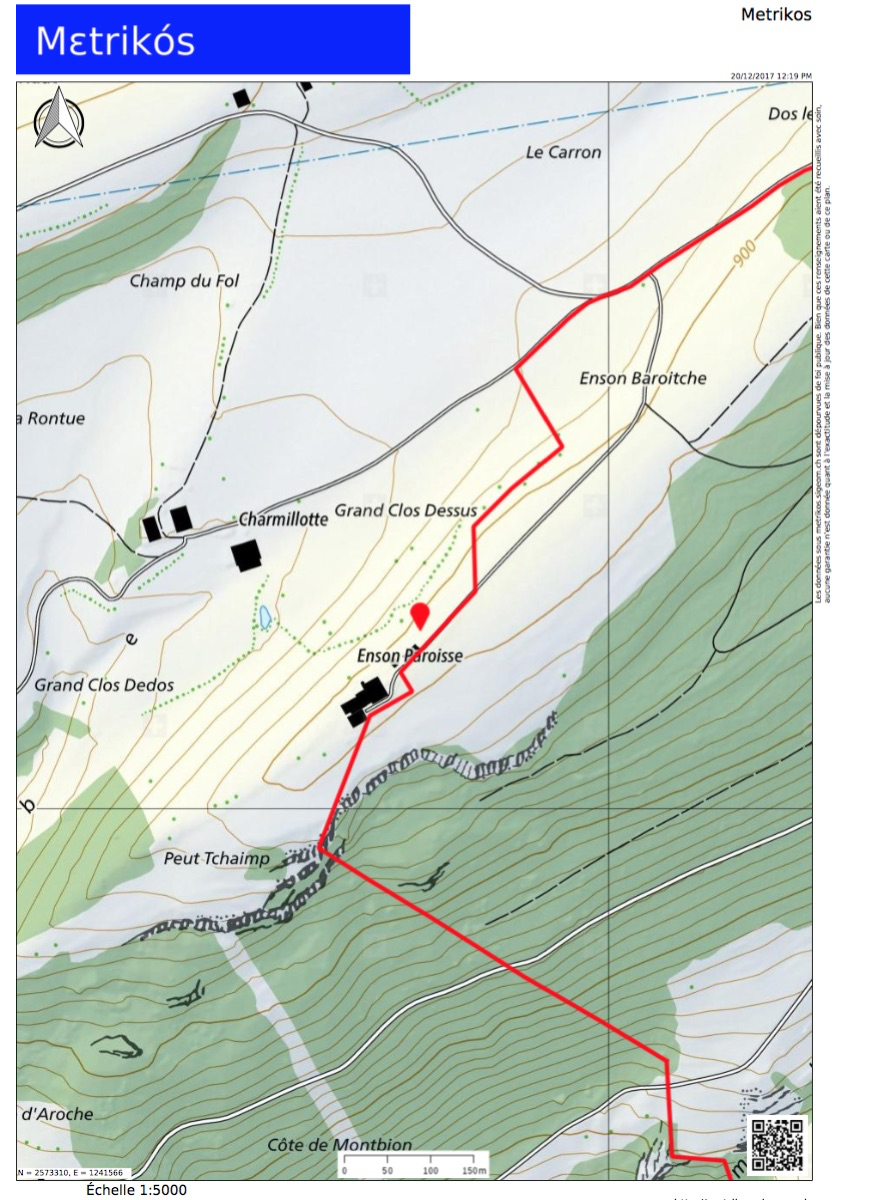 Mεtrikós
Metrikos
20/12/2017 12:19 PM
Dos le
Le Carron
900
Champ du Fol
Enson Baroitche
a Rontue
Grand Clos Dessus
Charmillotte
e
Enson Paroisse
Grand Clos Dedos
b
Peut Tchaimp
d'Aroche
Côte de Montbion
m
N = 2573310, E = 1241566
0 50 100 150m
Échelle 1:5000
Les données sous metrikos.sigeom.ch sont dépourvues de foi publique. Bien que ces renseignements aient été recueillis avec soin,
aucune garantie n'est donnée quant à l'exactitude et la mise à jour des données de cette carte ou de ce plan.